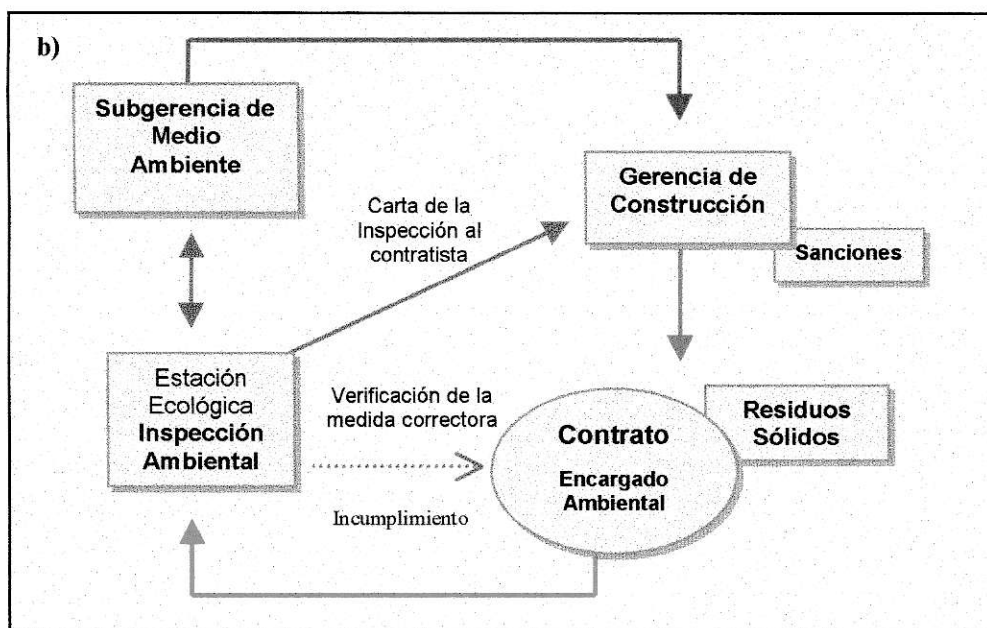 b)
Subgerencia de
Medio
Ambiente
Gerencia de
Construcción
Sanciones
Carta de la
Inspección al
contratista
Estación
Ecológica
Inspección
Ambiental
Verificación de la
medida correctora
Incumplimiento
Contrato
Encargado
Ambiental
Residuos
Sólidos